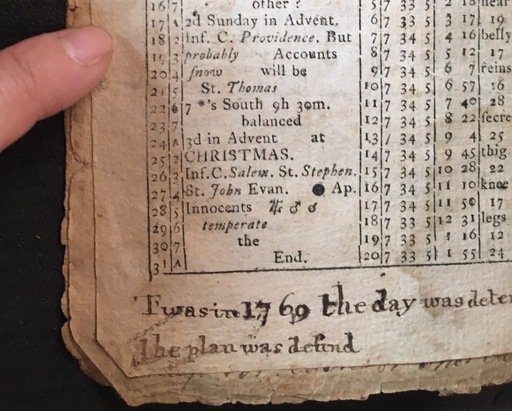 16 7 other ? 5 7 33 5 2 18 near
17 A 2d Sunday in Advent. 6 7 33 5 3 17 19
18 2 Inf. C. Providence. But 7 7 34 5 4 16 belly
19 3 probably Accounts 8 7 34 5 5 12 17
20 4 ſnow will be 9 7 34 5 6 7 reins
21 5 St. Thomas 10 7 34 5 6 57 16
22 6 7 *'s South 9h 30m. 11 7 34 5 7 40 28
23 7 balanced 12 7 34 5 8 22 ſecre
24 A 3d in Advent at 13 7 34 5 9 4 25
25 2 CHRISTMAS. 14 7 34 5 9 45 thig
26 3 Inf.C.Salem. St. Stephen. 15 7 34 5 10 28 22
27 4 St. John Evan. ● Ap. 16 7 34 5 11 10 knee
28 5 Innocents ♂ ☌ 17 7 34 5 11 50 17
29 6 temperate 18 7 33 5 12 31 legs
30 7 the 19 7 33 5 1 16 12
31 A End. 20 7 33 5 1 55 24
Twas in 1769 the day was deter
the plan was defind